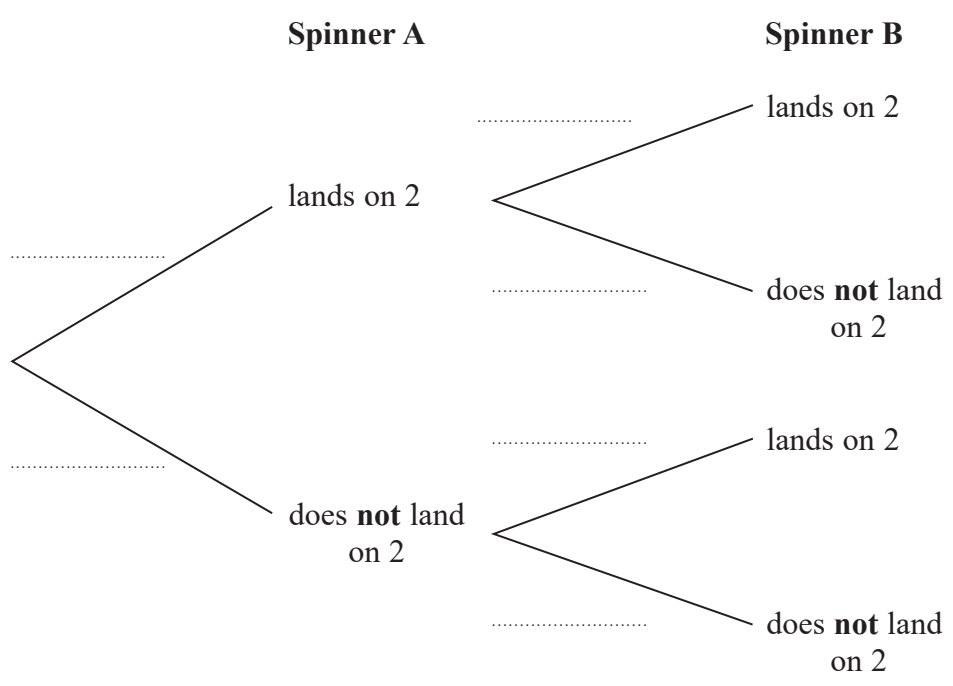 Spinner A
Spinner B
lands on 2
lands on 2
does not land
on 2
lands on 2
does not land
on 2
does not land
on 2